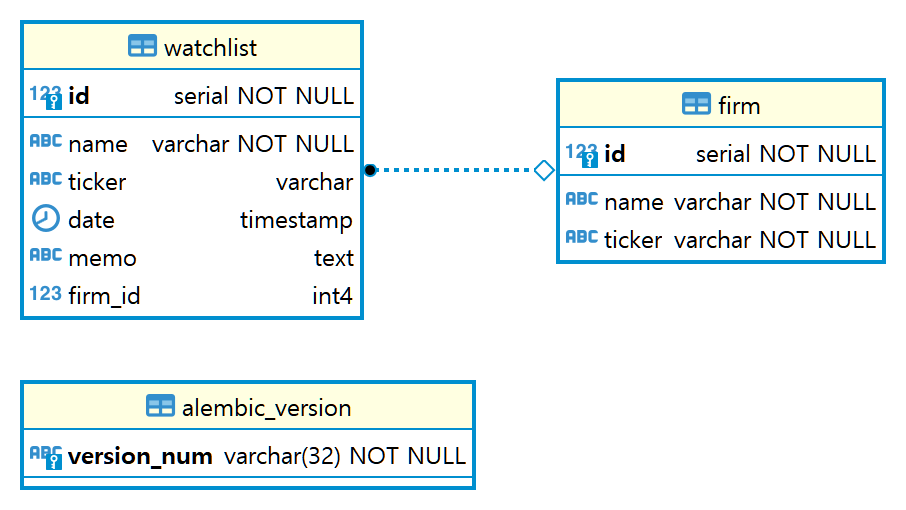 watchlist
123 id serial NOT NULL
ABC name varchar NOT NULL
ABC ticker varchar
date timestamp
ABC memo text
123 firm_id int4
firm
123 id serial NOT NULL
ABC name varchar NOT NULL
ABC ticker varchar NOT NULL
alembic_version
ABC version_num varchar(32) NOT NULL